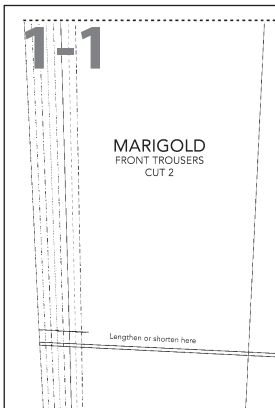 1-1
MARIGOLD
FRONT TROUSERS
CUT 2
Lengthen or shorten here